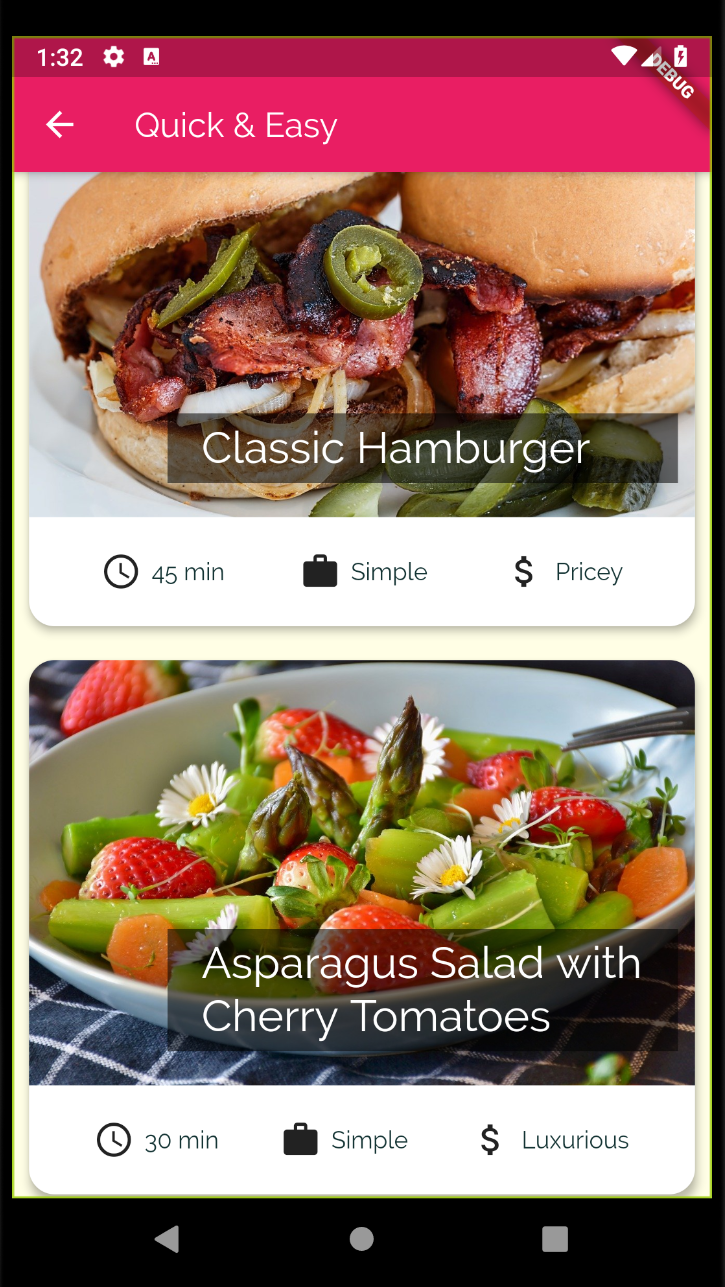 1:32
A
DEBUG
Quick & Easy
Classic Hamburger
45 min
Simple
$
Pricey
Asparagus Salad with
Cherry Tomatoes
30 min
Simple
$
Luxurious